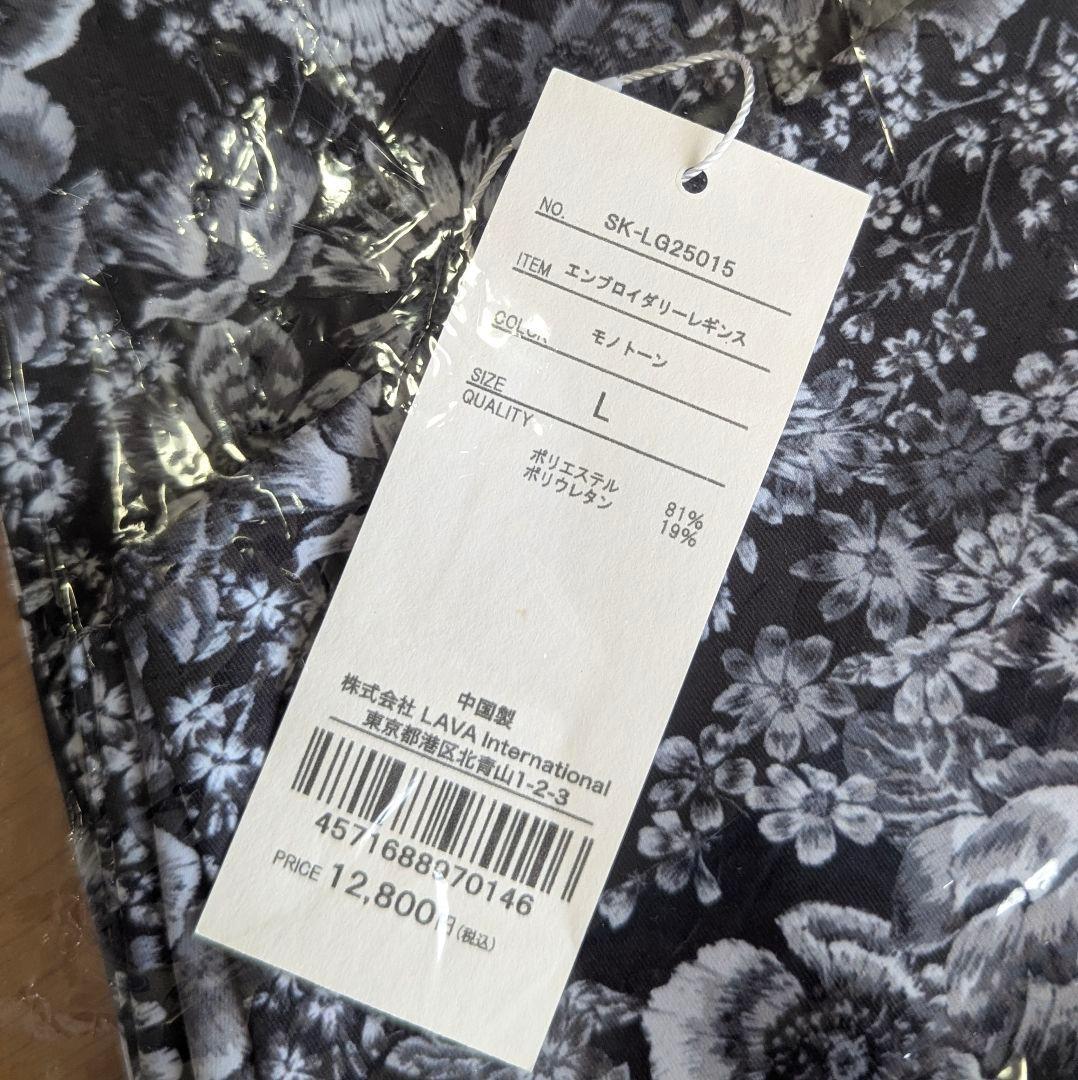 NO. SK-LG25015
ITEM エンブロイダリーレギンス
COLOR モノトーン
SIZE L
QUALITY
ポリエステル 81%
ポリウレタン 19%
中国製
株式会社 LAVA International
東京都港区北青山1-2-3
4571688970146
PRICE 12,800円(税込)